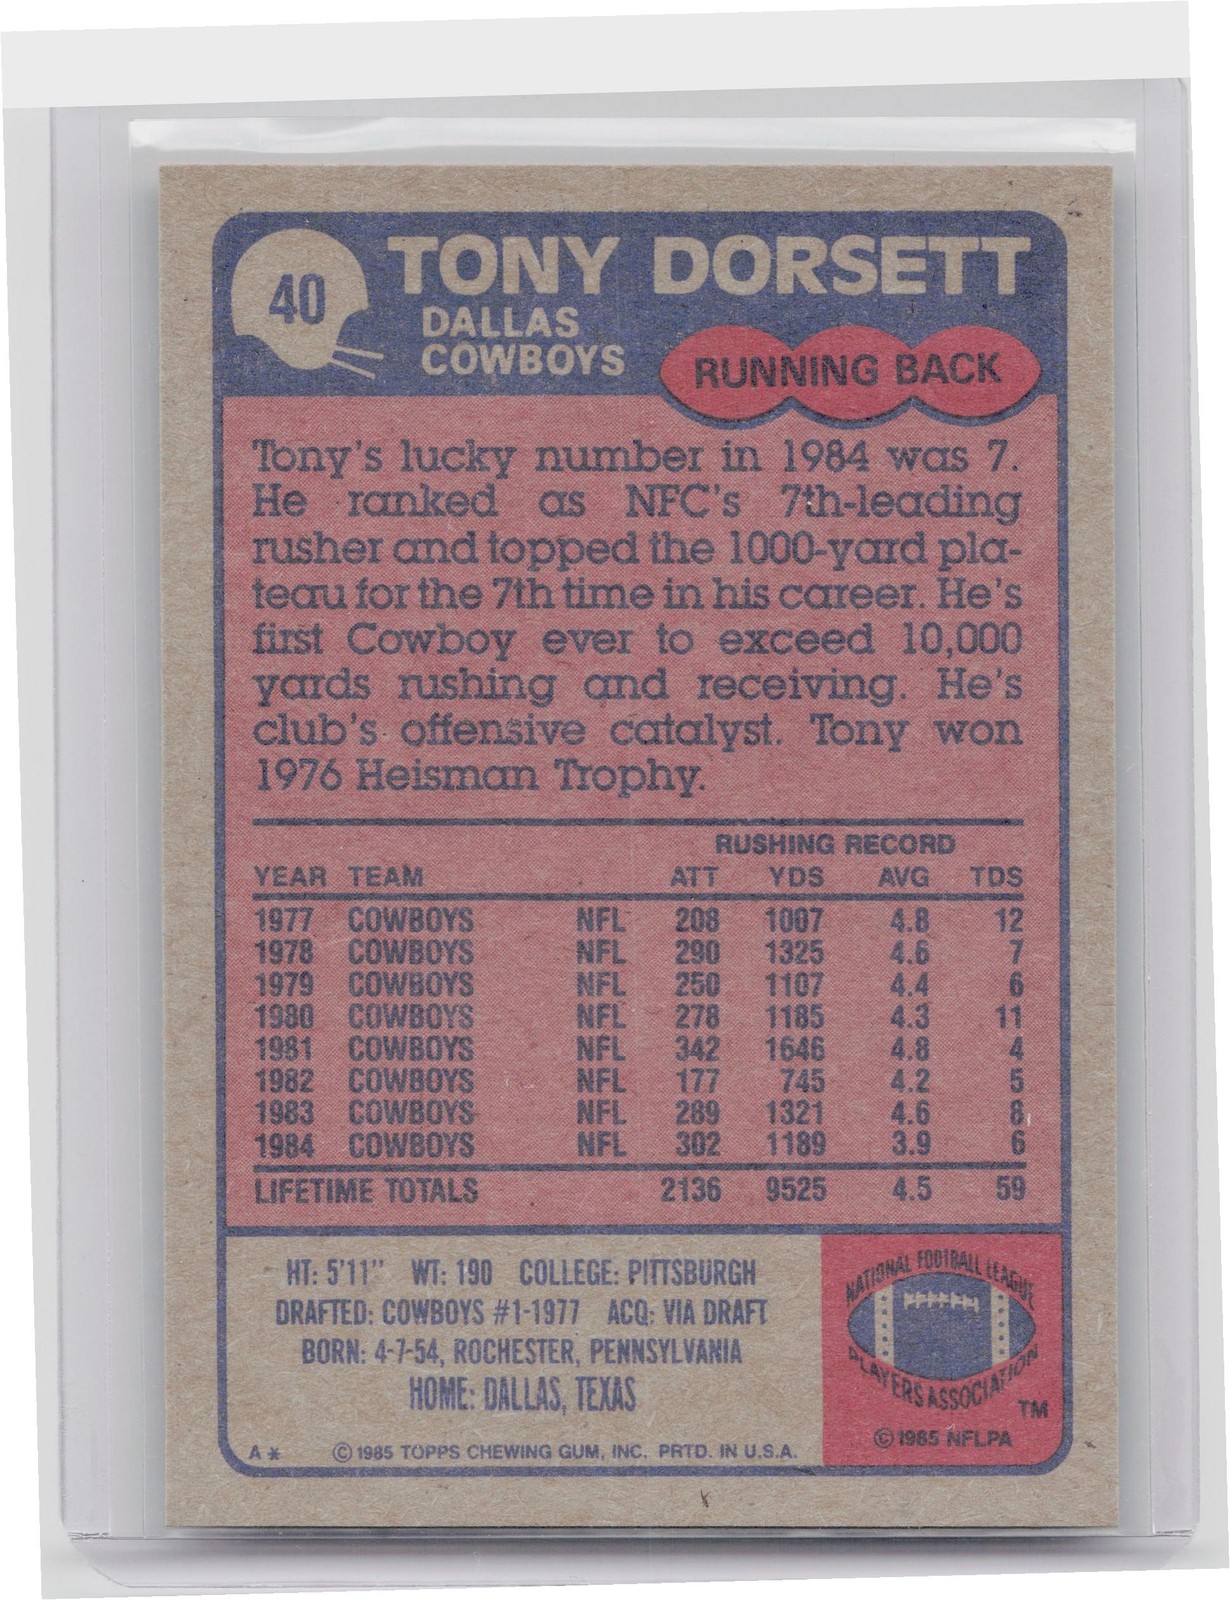 40
TONY DORSETT
DALLAS
COWBOYS
RUNNING BACK
Tony's lucky number in 1984 was 7.
He ranked as NFC's 7th-leading
rusher and topped the 1000-yard pla-
teau for the 7th time in his career. He's
first Cowboy ever to exceed 10,000
yards rushing and receiving. He's
club's offensive catalyst. Tony won
1976 Heisman Trophy.
RUSHING RECORD
YEAR TEAM ATT YDS AVG TDS
1977 COWBOYS NFL 208 1007 4.8 12
1978 COWBOYS NFL 290 1325 4.6 7
1979 COWBOYS NFL 250 1107 4.4 6
1980 COWBOYS NFL 278 1185 4.3 11
1981 COWBOYS NFL 342 1646 4.8 4
1982 COWBOYS NFL 177 745 4.2 5
1983 COWBOYS NFL 289 1321 4.6 8
1984 COWBOYS NFL 302 1189 3.9 6
LIFETIME TOTALS 2136 9525 4.5 59
HT: 5'11" WT: 190 COLLEGE: PITTSBURGH
DRAFTED: COWBOYS #1-1977 ACQ: VIA DRAFT
BORN: 4-7-54, ROCHESTER, PENNSYLVANIA
HOME: DALLAS, TEXAS
A* © 1985 TOPPS CHEWING GUM, INC. PRTD. IN U.S.A.
NATIONAL FOOTBALL LEAGUE
PLAYERS ASSOCIATION
TM
© 1985 NFLPA